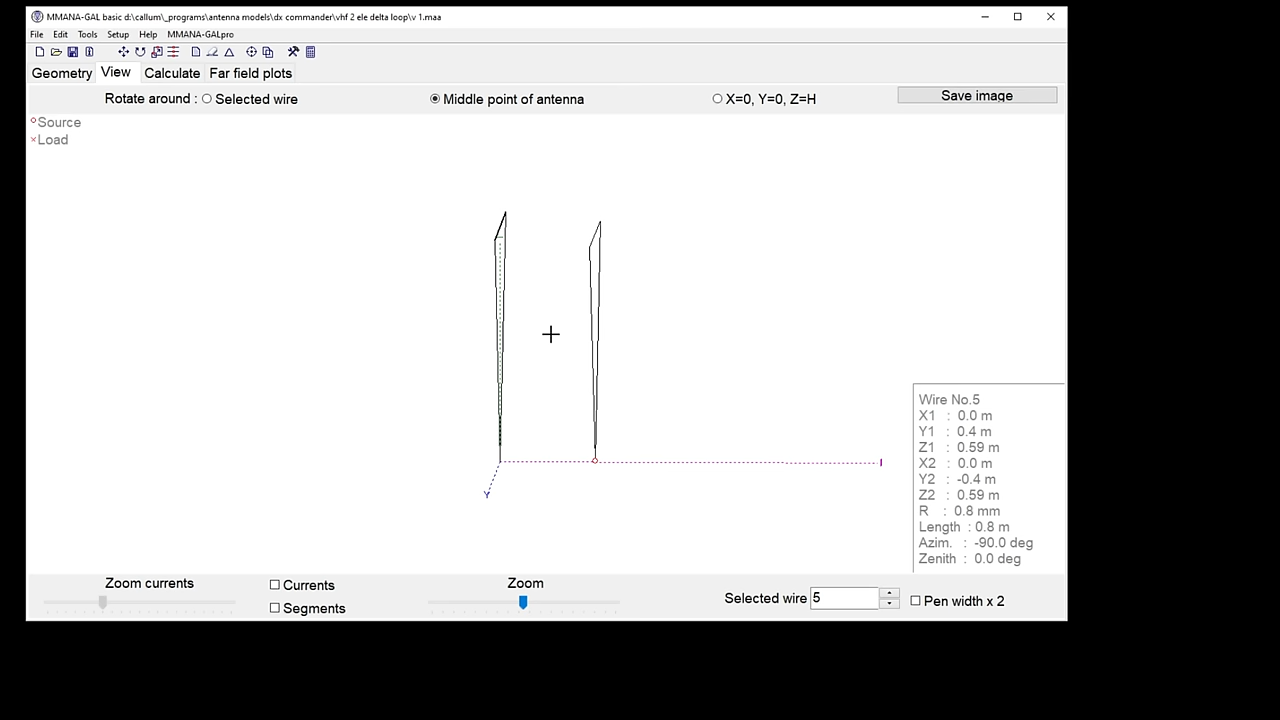 MMANA-GAL basic d:\callum\_programs\antenna models\dx commander\vhf 2 ele delta loop\v 1.maa
File Edit Tools Setup Help MMANA-GALpro
Geometry View Calculate Far field plots
Rotate around : Selected wire Middle point of antenna X=0, Y=0, Z=H Save image
Source
Load
Y
Wire No.5
X1 : 0.0 m
Y1 : 0.4 m
Z1 : 0.59 m
X2 : 0.0 m
Y2 : -0.4 m
Z2 : 0.59 m
R : 0.8 mm
Length : 0.8 m
Azim. : -90.0 deg
Zenith : 0.0 deg
Zoom currents Currents Zoom
Segments
Selected wire 5 Pen width x 2